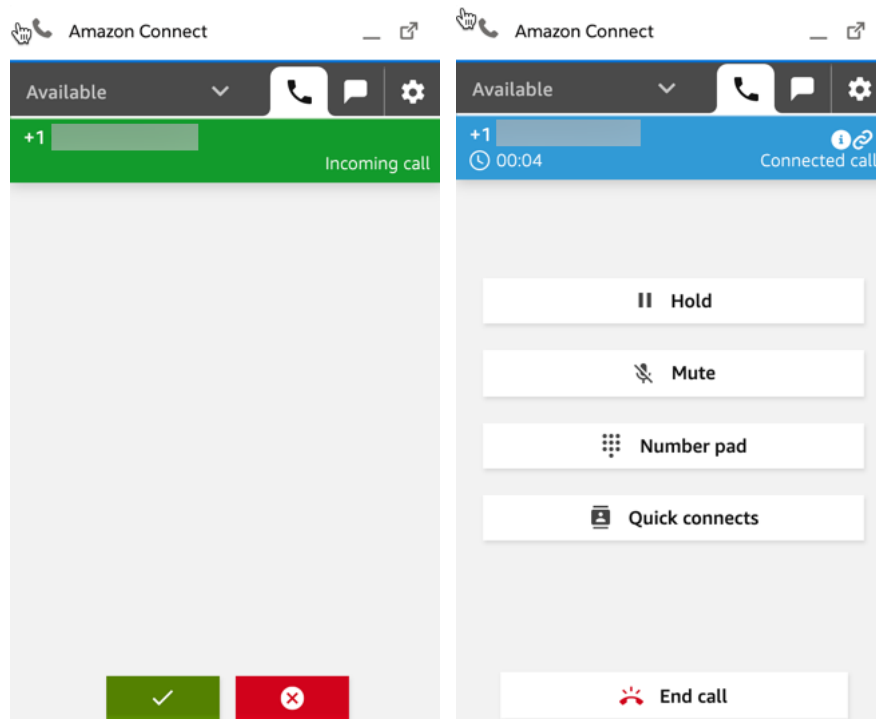 Amazon Connect
Available
+1
Incoming call
Amazon Connect
Available
+1
00:04
Connected call
Hold
Mute
Number pad
Quick connects
End call